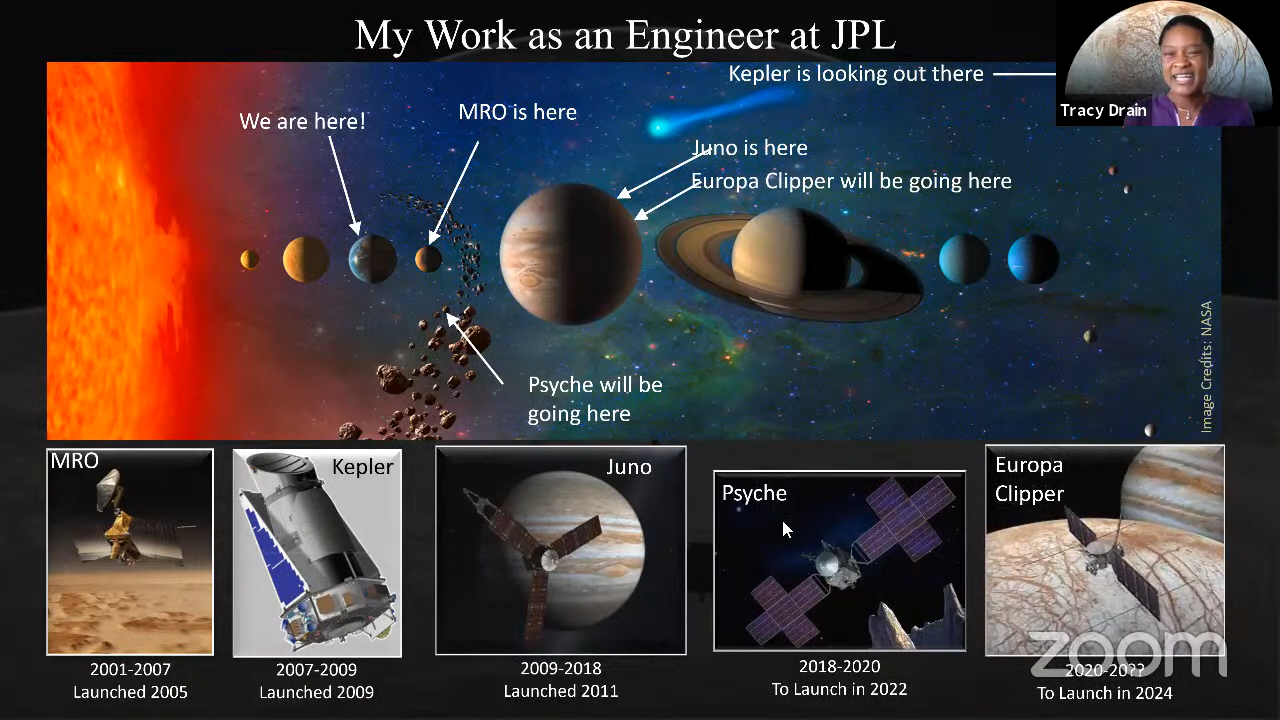 My Work as an Engineer at JPL
Kepler is looking out there
Tracy Drain
We are here!
MRO is here
Juno is here
Europa Clipper will be going here
Psyche will be
going here
Image Credits: NASA
MRO
Kepler
Juno
Psyche
Europa
Clipper
2001-2007
Launched 2005
2007-2009
Launched 2009
2009-2018
Launched 2011
2018-2020
To Launch in 2022
2020-20??
To Launch in 2024
zoom